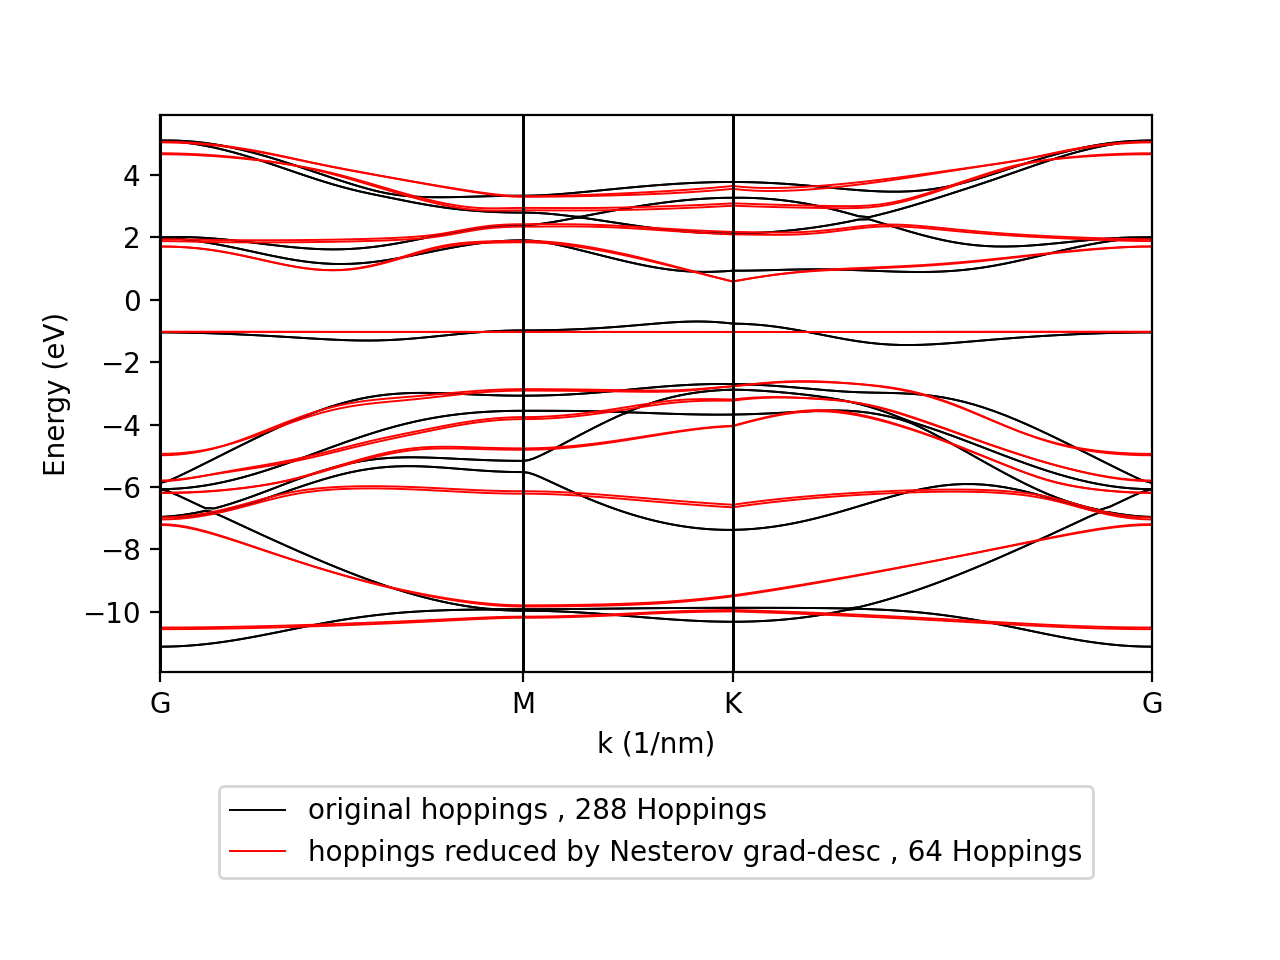 4
2
0
−2
−4
−6
−8
−10
Energy (eV)
G M K G
k (1/nm)
original hoppings , 288 Hoppings
hoppings reduced by Nesterov grad-desc , 64 Hoppings